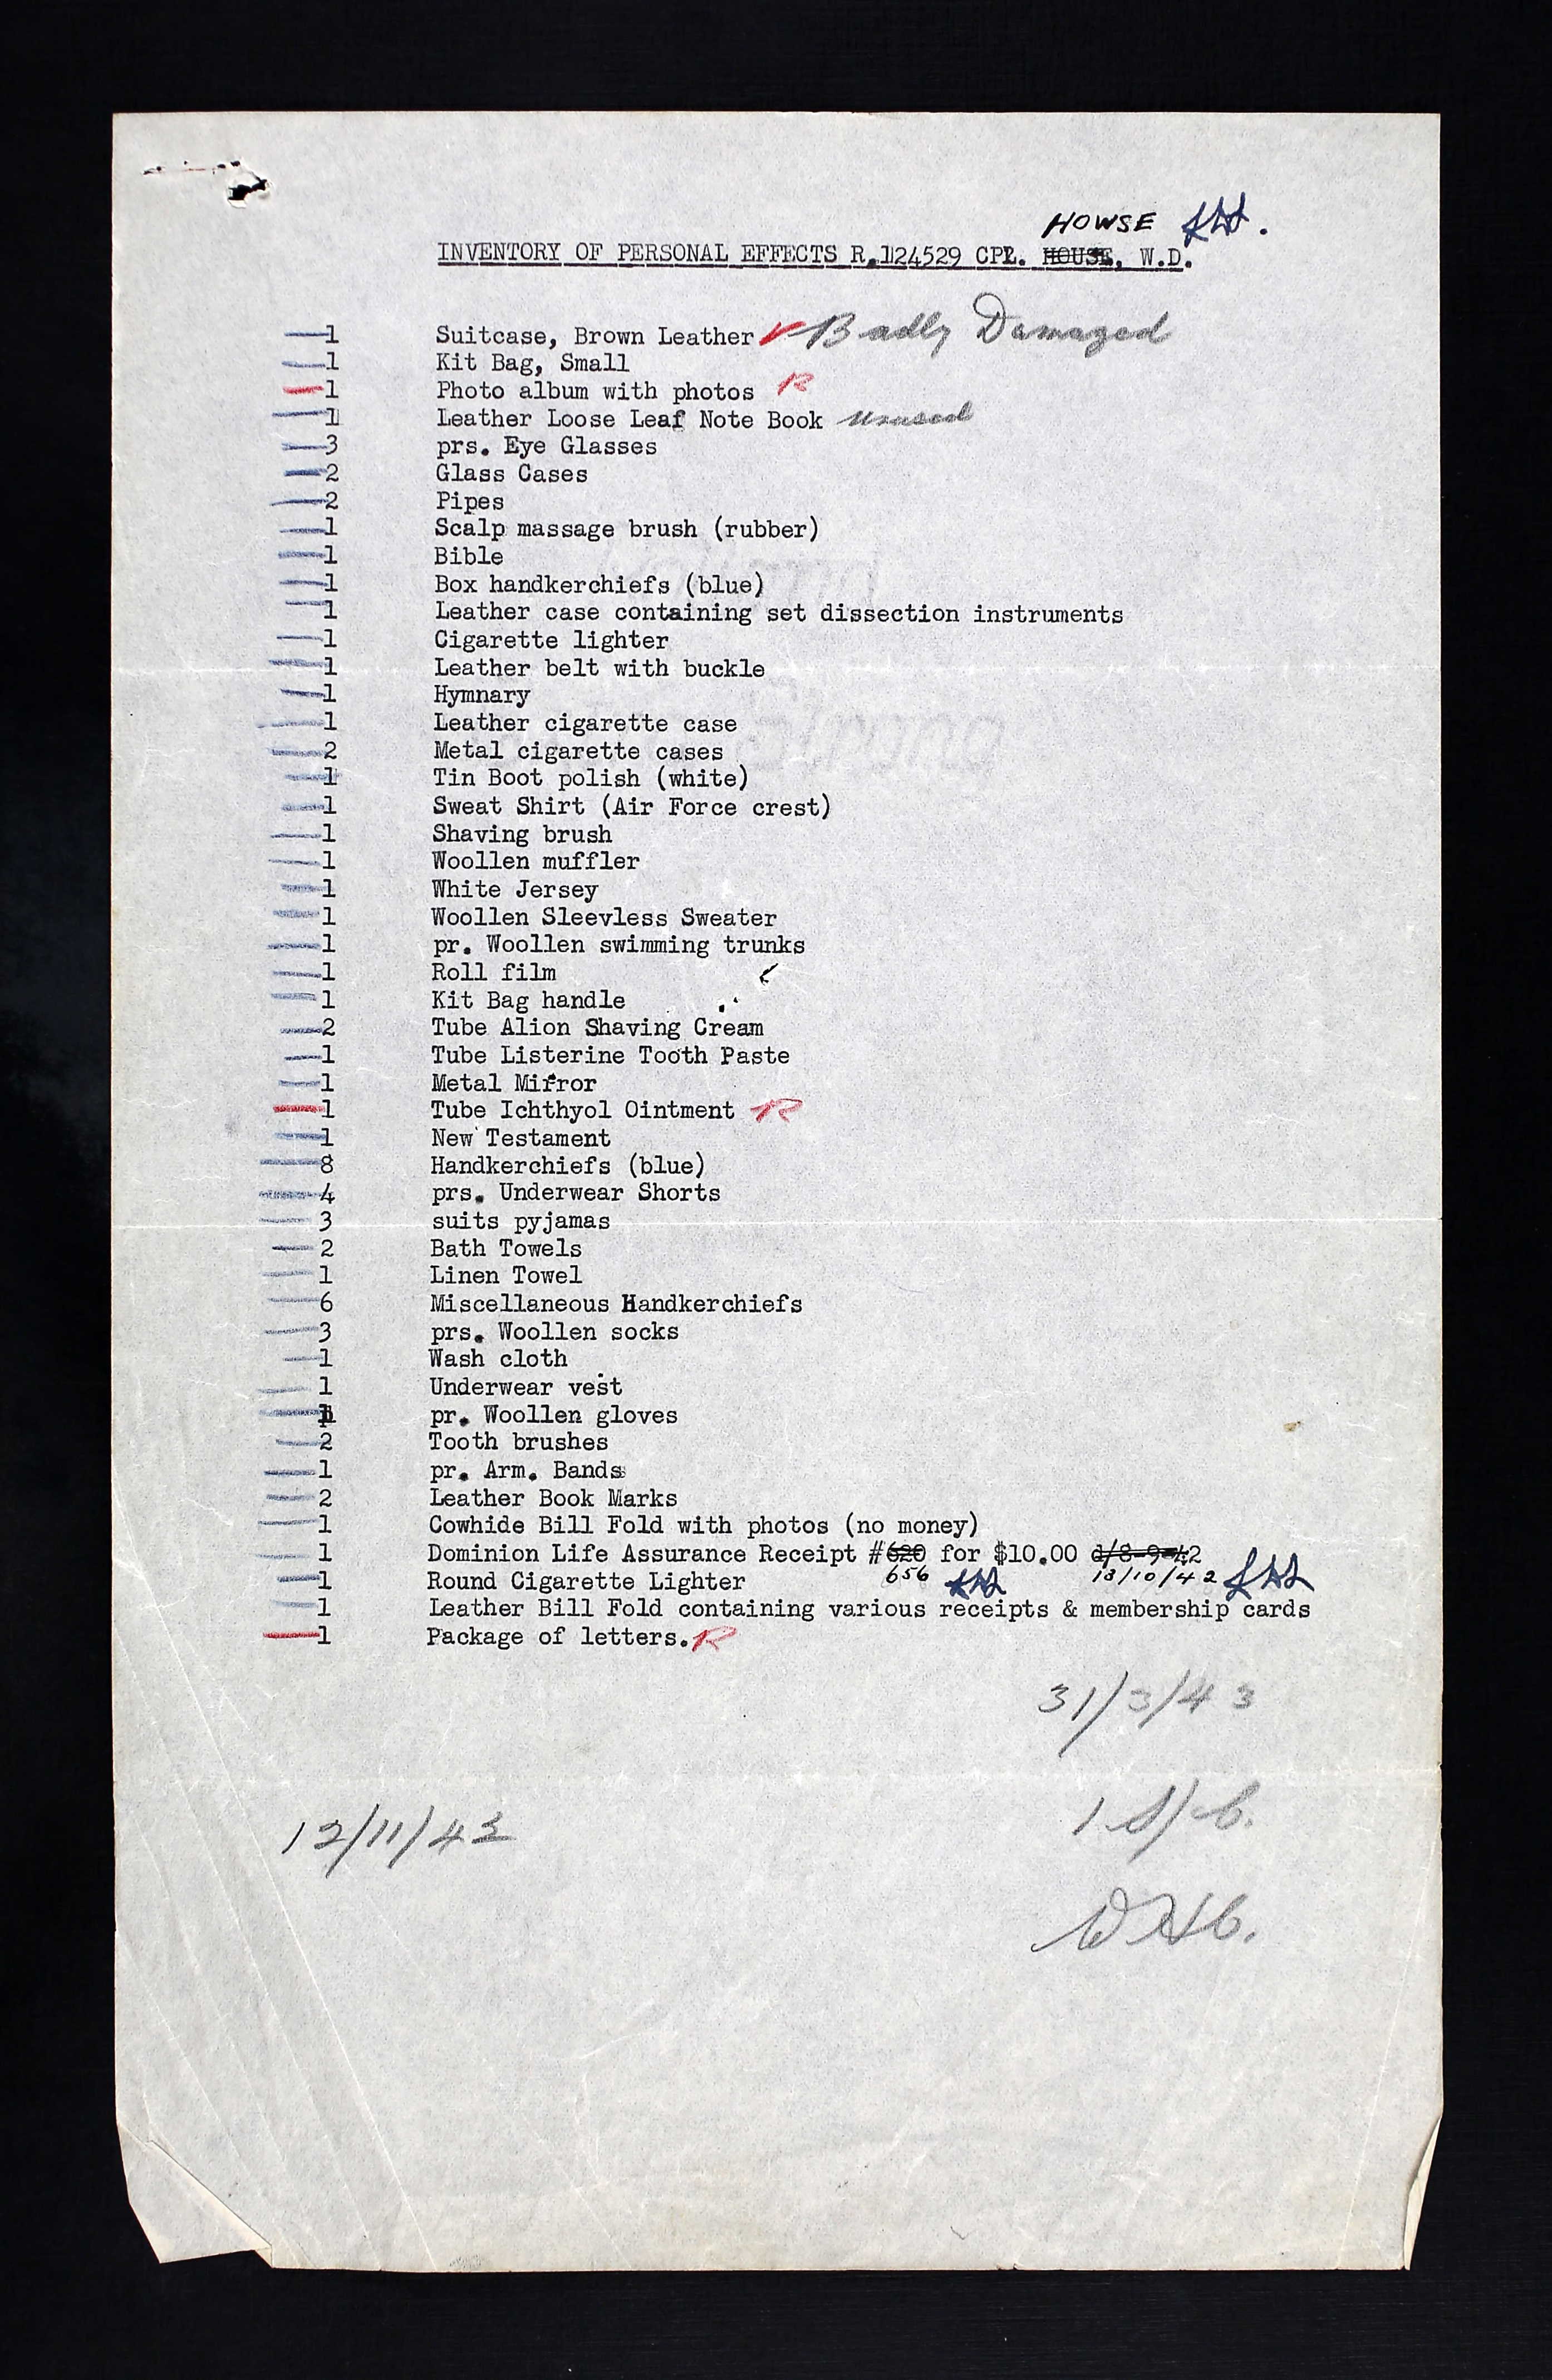 HOWSE
INVENTORY OF PERSONAL EFFECTS R.124529 CPL. HOUSE, W.D.
1 Suitcase, Brown Leather Badly Damaged
1 Kit Bag, Small
1 Photo album with photos R
1 Leather Loose Leaf Note Book unused
3 prs. Eye Glasses
2 Glass Cases
2 Pipes
1 Scalp massage brush (rubber)
1 Bible
1 Box handkerchiefs (blue)
1 Leather case containing set dissection instruments
1 Cigarette lighter
1 Leather belt with buckle
1 Hymnary
1 Leather cigarette case
2 Metal cigarette cases
1 Tin Boot polish (white)
1 Sweat Shirt (Air Force crest)
1 Shaving brush
1 Woollen muffler
1 White Jersey
1 Woollen Sleevless Sweater
1 pr. Woollen swimming trunks
1 Roll film
1 Kit Bag handle
2 Tube Alion Shaving Cream
1 Tube Listerine Tooth Paste
1 Metal Mirror
1 Tube Ichthyol Ointment R
1 New Testament
8 Handkerchiefs (blue)
4 prs. Underwear Shorts
3 suits pyjamas
2 Bath Towels
1 Linen Towel
6 Miscellaneous Handkerchiefs
3 prs. Woollen socks
1 Wash cloth
1 Underwear vest
1 pr. Woollen gloves
2 Tooth brushes
1 pr. Arm. Bands
2 Leather Book Marks
1 Cowhide Bill Fold with photos (no money)
1 Dominion Life Assurance Receipt #620 for $10.00 d/8-9-42
656 13/10/42
1 Round Cigarette Lighter
1 Leather Bill Fold containing various receipts & membership cards
1 Package of letters. R
31/3/43
12/11/43